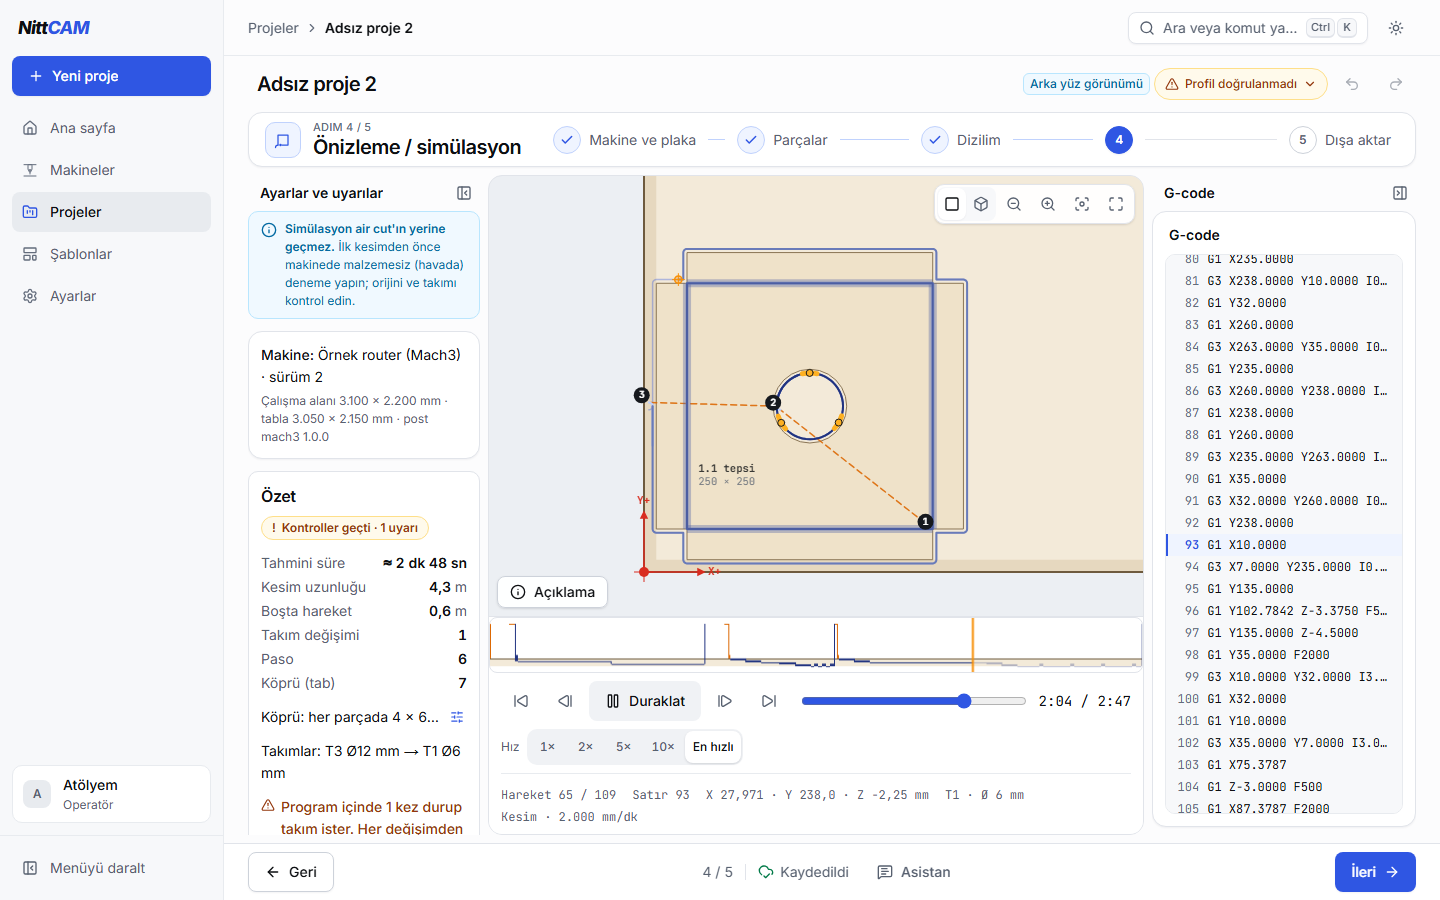 NittCAM
Yeni proje
Ana sayfa
Makineler
Projeler
Şablonlar
Ayarlar
A
Atölyem
Operatör
Menüyü daralt
Projeler > Adsız proje 2
Ara veya komut ya... Ctrl K
Adsız proje 2
Arka yüz görünümü
Profil doğrulanmadı
ADIM 4 / 5
Önizleme / simülasyon
Makine ve plaka
Parçalar
Dizilim
4
5 Dışa aktar
Ayarlar ve uyarılar
Simülasyon air cut'ın yerine
geçmez. İlk kesimden önce
makinede malzemesiz (havada)
deneme yapın; orijini ve takımı
kontrol edin.
Makine: Örnek router (Mach3)
· sürüm 2
Çalışma alanı 3.100 × 2.200 mm ·
tabla 3.050 × 2.150 mm · post
mach3 1.0.0
Özet
! Kontroller geçti · 1 uyarı
Tahmini süre ≈ 2 dk 48 sn
Kesim uzunluğu 4,3 m
Boşta hareket 0,6 m
Takım değişimi 1
Paso 6
Köprü (tab) 7
Köprü: her parçada 4 × 6...
Takımlar: T3 Ø12 mm → T1 Ø6
mm
Program içinde 1 kez durup
takım ister. Her değişimden
3
2
1
1.1 tepsi
250 × 250
Y+
X+
Açıklama
Duraklat
2:04 / 2:47
Hız 1× 2× 5× 10× En hızlı
Hareket 65 / 109 Satır 93 X 27,971 · Y 238,0 · Z -2,25 mm T1 · Ø 6 mm
Kesim · 2.000 mm/dk
G-code
G-code
80 G1 X235.0000
81 G3 X238.0000 Y10.0000 I0…
82 G1 Y32.0000
83 G1 X260.0000
84 G3 X263.0000 Y35.0000 I0…
85 G1 Y235.0000
86 G3 X260.0000 Y238.0000 I…
87 G1 X238.0000
88 G1 Y260.0000
89 G3 X235.0000 Y263.0000 I…
90 G1 X35.0000
91 G3 X32.0000 Y260.0000 I0…
92 G1 Y238.0000
93 G1 X10.0000
94 G3 X7.0000 Y235.0000 I0.…
95 G1 Y135.0000
96 G1 Y102.7842 Z-3.3750 F5…
97 G1 Y135.0000 Z-4.5000
98 G1 Y35.0000 F2000
99 G3 X10.0000 Y32.0000 I3.…
100 G1 X32.0000
101 G1 Y10.0000
102 G3 X35.0000 Y7.0000 I3.0…
103 G1 X75.3787
104 G1 Z-3.0000 F500
105 G1 X87.3787 F2000
Geri
4 / 5
Kaydedildi
Asistan
İleri